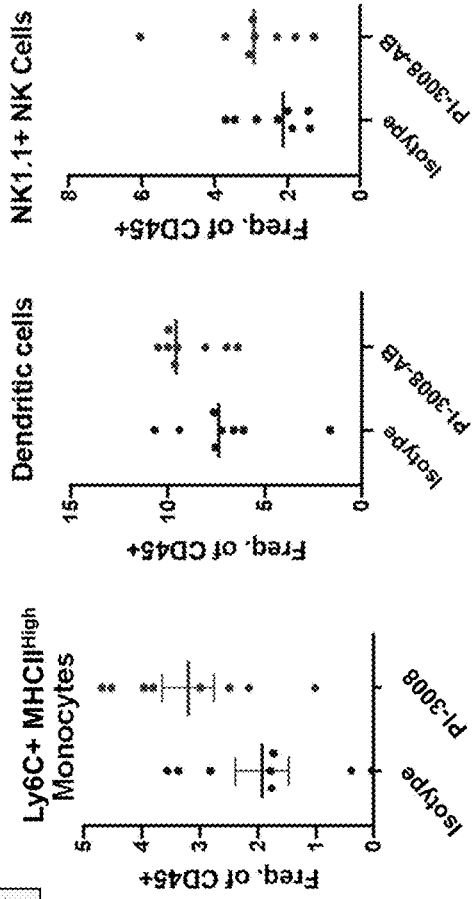 Ly6C+ MHCIIHigh
Monocytes
Freq. of CD45+
5
4
3
2
1
0
Isotype
PI-3008
Dendritic cells
Freq. of CD45+
15
10
5
0
Isotype
PI-3008-AB
NK1.1+ NK Cells
Freq. of CD45+
8
6
4
2
0
Isotype
PI-3008-AB